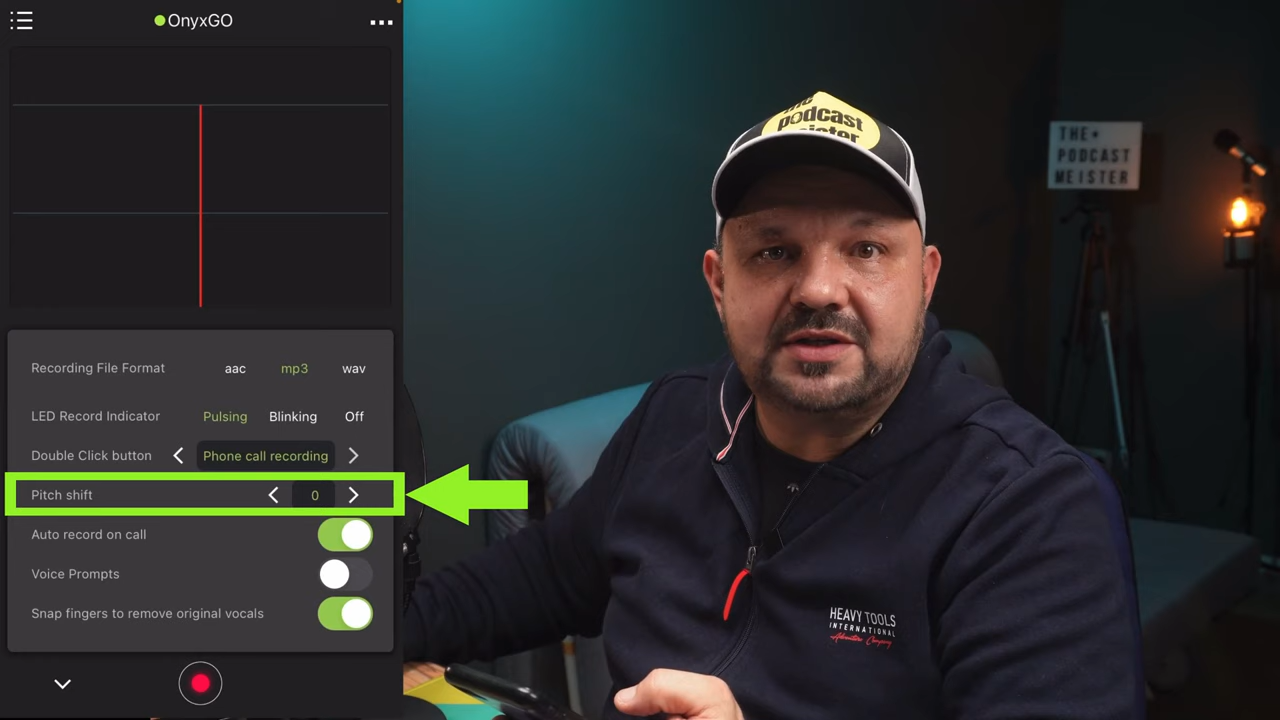 OnyxGO
Recording File Format aac mp3 wav
LED Record Indicator Pulsing Blinking Off
Double Click button Phone call recording
Pitch shift 0
Auto record on call
Voice Prompts
Snap fingers to remove original vocals
the
podcast
meister
THE
PODCAST
MEISTER
HEAVY TOOLS
INTERNATIONAL
Adventure Company